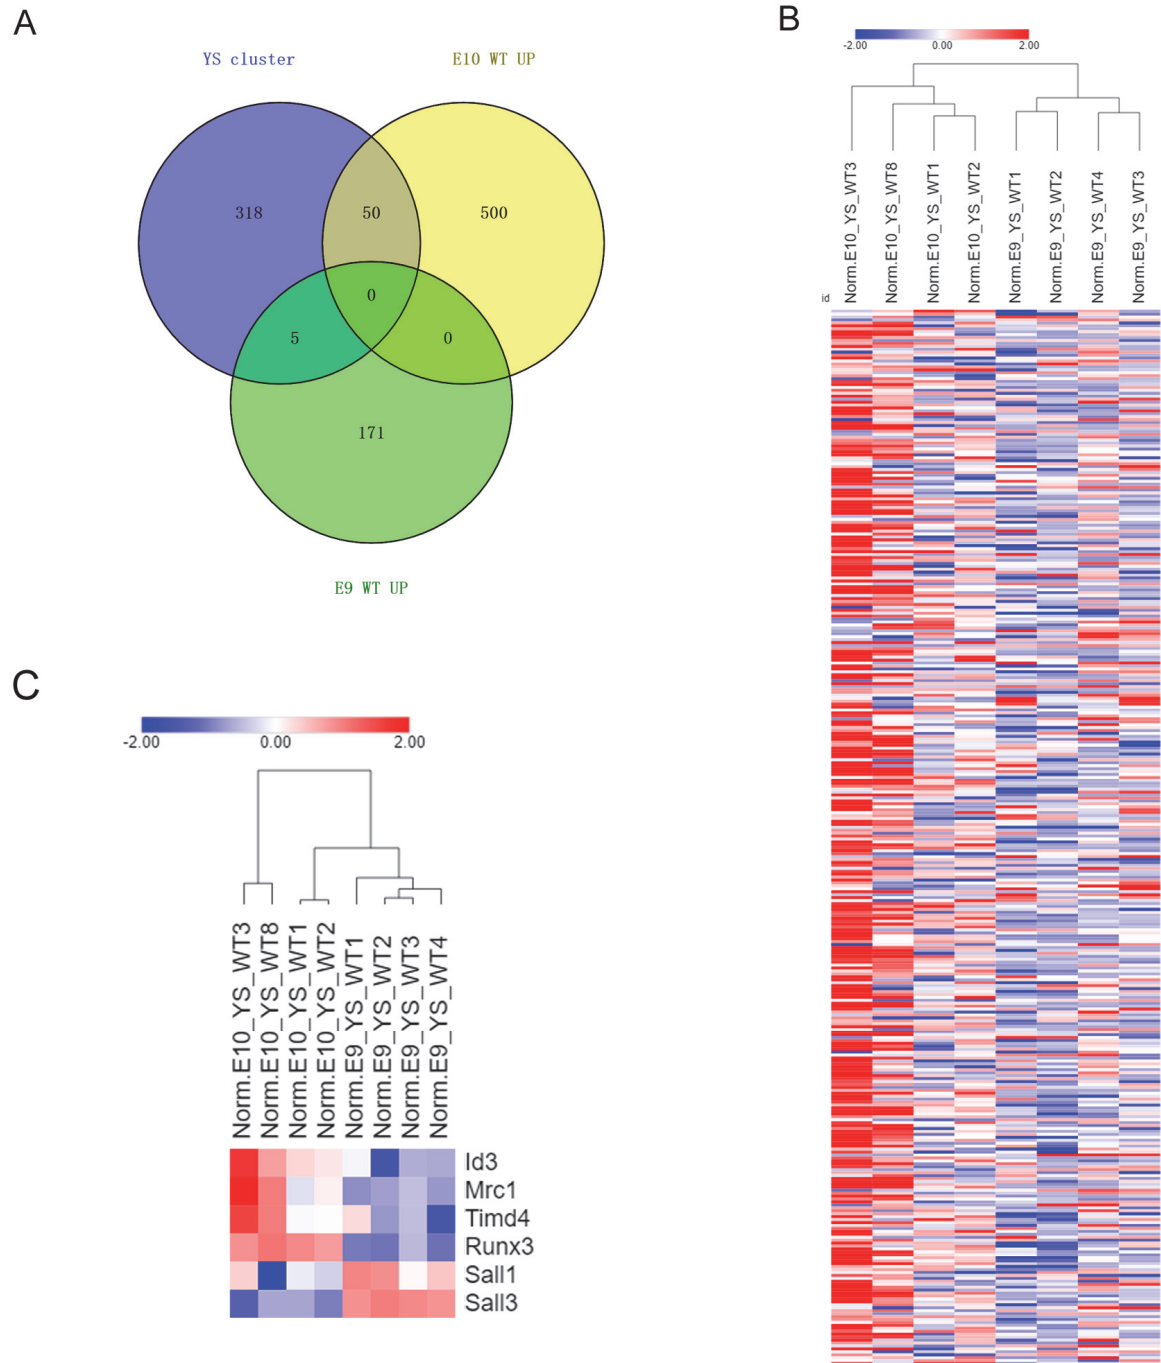 A
YS cluster
E10 WT UP
318
50
500
0
5
0
171
E9 WT UP
B
-2.00 0.00 2.00
Norm.E10_YS_WT3
Norm.E10_YS_WT8
Norm.E10_YS_WT1
Norm.E10_YS_WT2
Norm.E9_YS_WT1
Norm.E9_YS_WT2
Norm.E9_YS_WT4
Norm.E9_YS_WT3
id
C
-2.00 0.00 2.00
Norm.E10_YS_WT3
Norm.E10_YS_WT8
Norm.E10_YS_WT1
Norm.E10_YS_WT2
Norm.E9_YS_WT1
Norm.E9_YS_WT2
Norm.E9_YS_WT3
Norm.E9_YS_WT4
Id3
Mrc1
Timd4
Runx3
Sall1
Sall3